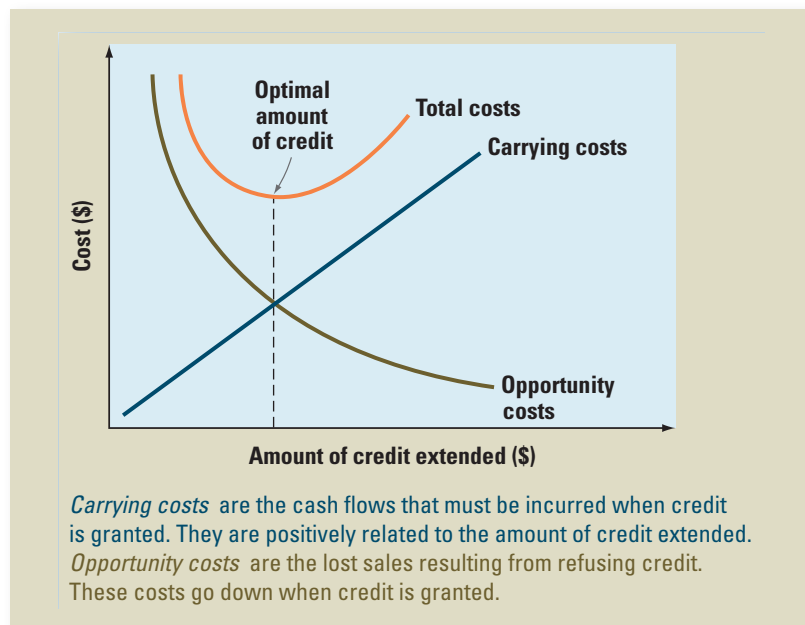 Optimal
amount
of credit
Total costs
Carrying costs
Cost ($)
Opportunity
costs
Amount of credit extended ($)
Carrying costs are the cash flows that must be incurred when credit
is granted. They are positively related to the amount of credit extended.
Opportunity costs are the lost sales resulting from refusing credit.
These costs go down when credit is granted.